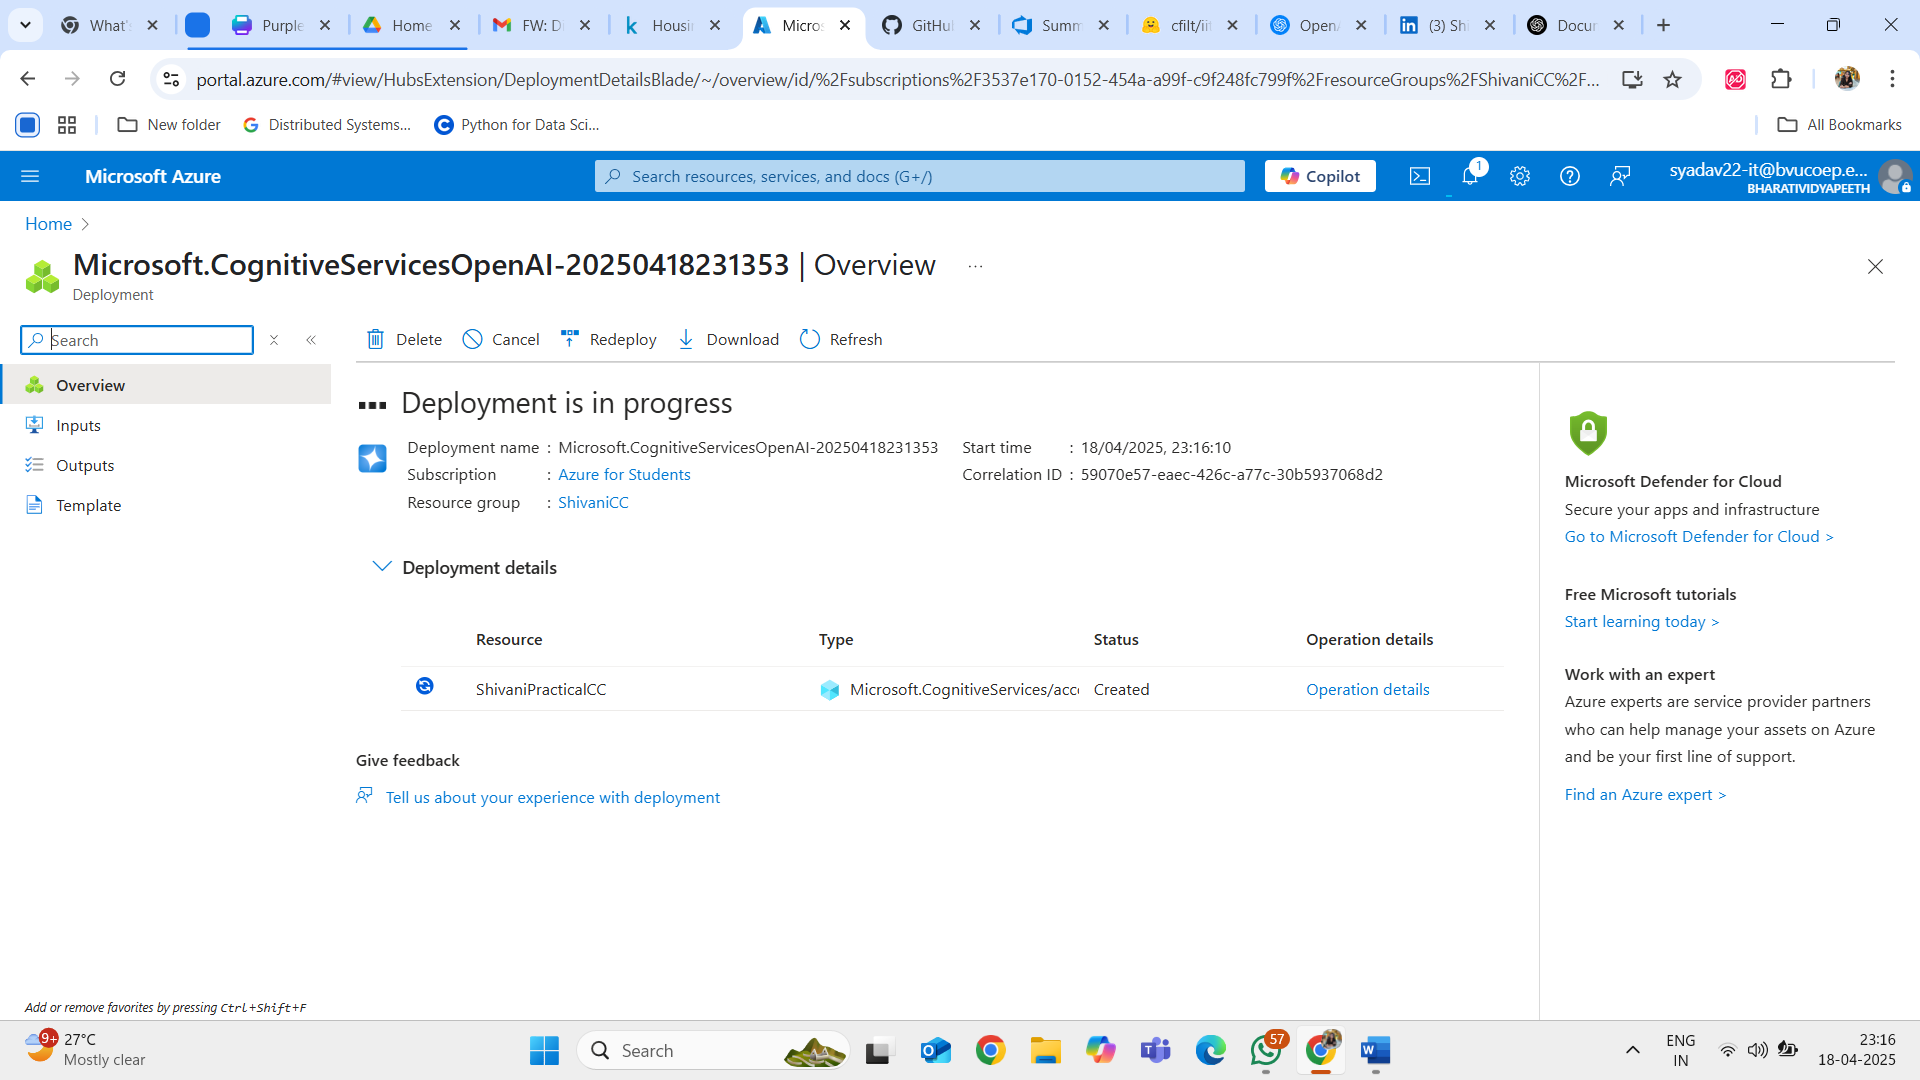 What'
Purple
Home
FW: D
Housi
Micros
GitHu
Summ
cfilt/iit
OpenA
(3) Sh
Docur
portal.azure.com/#view/HubsExtension/DeploymentDetailsBlade/~/overview/id/%2Fsubscriptions%2F3537e170-0152-454a-a99f-c9f248fc799f%2FresourceGroups%2FShivaniCC%2F...
New folder
Distributed Systems...
Python for Data Sci...
All Bookmarks
Microsoft Azure
Search resources, services, and docs (G+/)
Copilot
1
syadav22-it@bvucoep.e...
BHARATIVIDYAPEETH
Home
Microsoft.CognitiveServicesOpenAI-20250418231353 | Overview ...
Deployment
Search
Delete
Cancel
Redeploy
Download
Refresh
Overview
Inputs
Outputs
Template
Deployment is in progress
Deployment name : Microsoft.CognitiveServicesOpenAI-20250418231353
Subscription : Azure for Students
Resource group : ShivaniCC
Start time : 18/04/2025, 23:16:10
Correlation ID : 59070e57-eaec-426c-a77c-30b5937068d2
Deployment details
Resource Type Status Operation details
ShivaniPracticalCC Microsoft.CognitiveServices/acc Created Operation details
Give feedback
Tell us about your experience with deployment
Microsoft Defender for Cloud
Secure your apps and infrastructure
Go to Microsoft Defender for Cloud >
Free Microsoft tutorials
Start learning today >
Work with an expert
Azure experts are service provider partners
who can help manage your assets on Azure
and be your first line of support.
Find an Azure expert >
Add or remove favorites by pressing Ctrl+Shift+F
9+
27°C
Mostly clear
Search
57
ENG
IN
23:16
18-04-2025